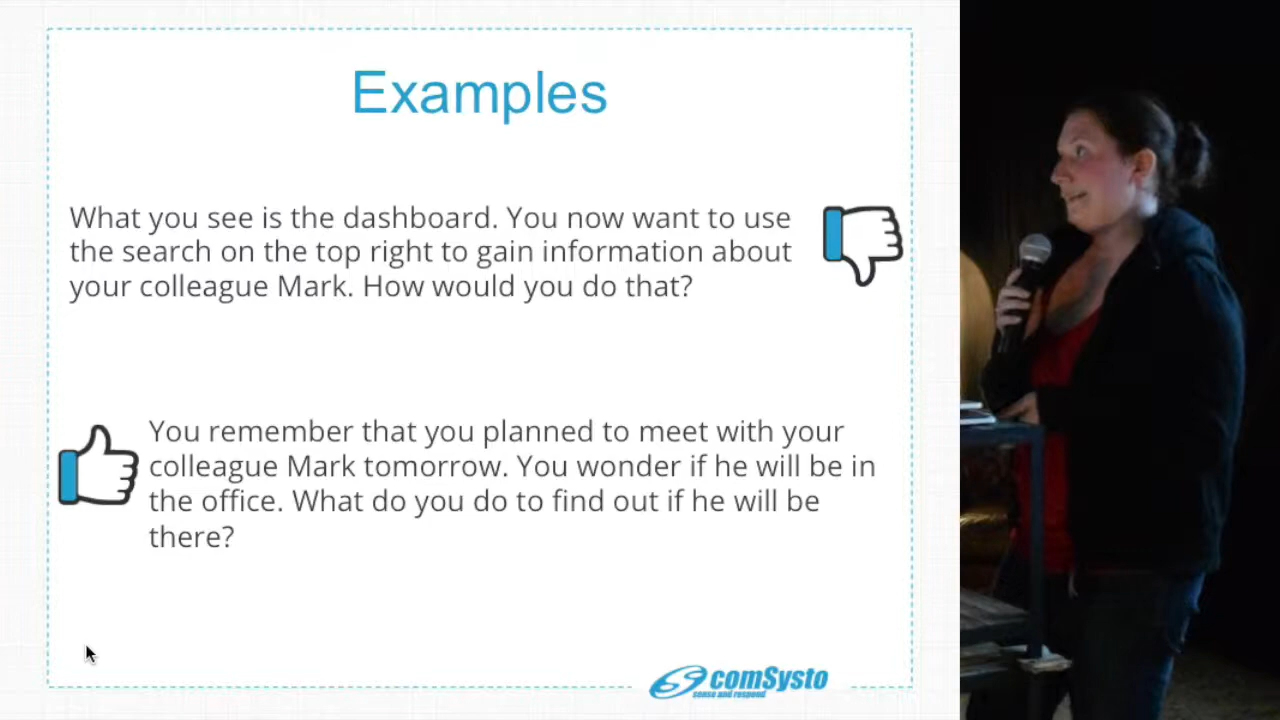 Examples
What you see is the dashboard. You now want to use
the search on the top right to gain information about
your colleague Mark. How would you do that?
You remember that you planned to meet with your
colleague Mark tomorrow. You wonder if he will be in
the office. What do you do to find out if he will be
there?
comSysto
sense and respond